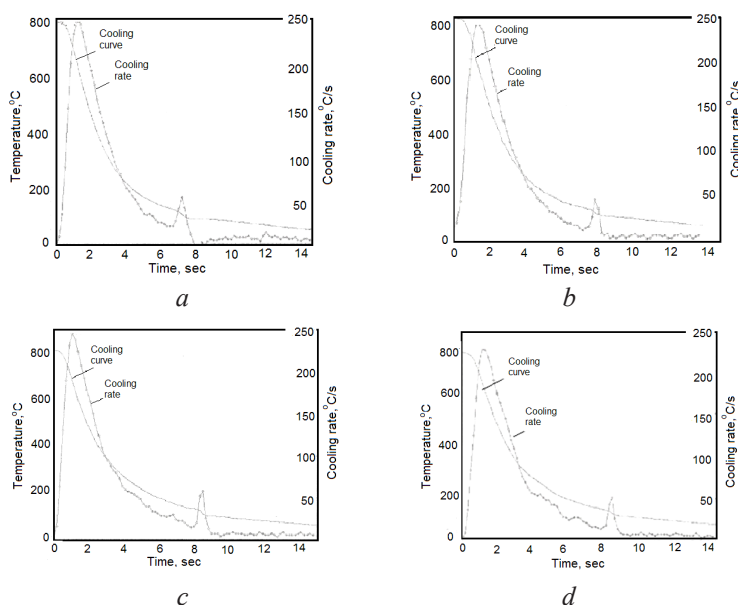 800
600
400
200
0
Temperature,°C
Cooling
curve
Cooling
rate
250
200
150
100
50
Cooling rate,°C/s
0 2 4 6 8 10 12 14
Time, sec
a
800
600
400
200
0
Temperature,°C
Cooling
curve
Cooling
rate
250
200
150
100
50
Cooling rate,°C/s
0 2 4 6 8 10 12 14
Time, sec
b
800
600
400
200
0
Temperature,°C
Cooling
curve
Cooling
rate
250
200
150
100
50
Cooling rate,°C/s
0 2 4 6 8 10 12 14
Time, sec
c
800
600
400
200
0
Temperature,°C
Cooling
curve
Cooling
rate
250
200
150
100
50
Cooling rate,°C/s
0 2 4 6 8 10 12 14
Time, sec
d